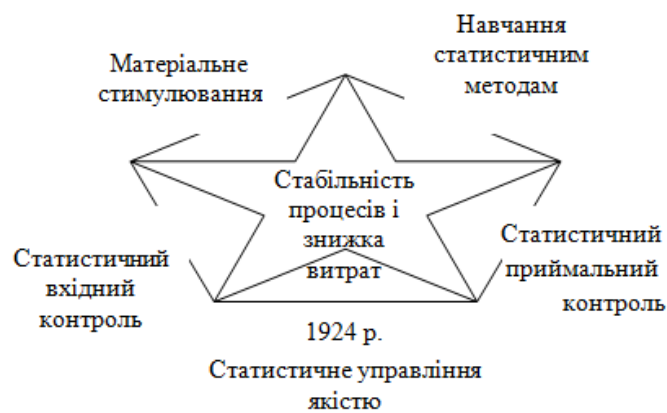 Матеріальне
стимулювання
Навчання
статистичним
методам
Стабільність
процесів і
знижка
витрат
Статистичний
вхідний
контроль
Статистичний
приймальний
контроль
1924 р.
Статистичне управління
якістю